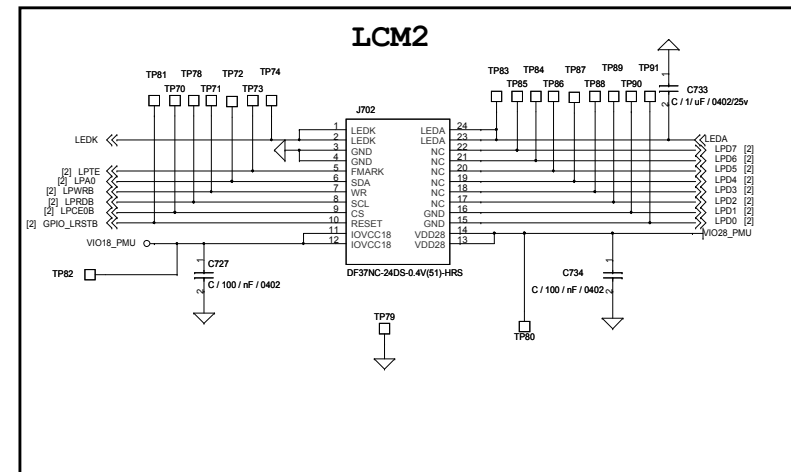 LCM2
TP81 TP78 TP72 TP74
TP70 TP71 TP73
TP83 TP84 TP87 TP89 TP91
TP85 TP86 TP88 TP90
C733
C / 1/ uF / 0402/25v
1
2
J702
LEDK
1 LEDK LEDA 24
2 LEDK LEDA 23
3 GND NC 22
4 GND NC 21
5 FMARK NC 20
6 SDA NC 19
7 WR NC 18
8 SCL NC 17
9 CS GND 16
10 RESET GND 15
11 IOVCC18 VDD28 14
12 IOVCC18 VDD28 13
DF37NC-24DS-0.4V(51)-HRS
[2] LPTE
[2] LPA0
[2] LPWRB
[2] LPRDB
[2] LPCE0B
[2] GPIO_LRSTB
VIO18_PMU
LEDA
LPD7 [2]
LPD6 [2]
LPD5 [2]
LPD4 [2]
LPD3 [2]
LPD2 [2]
LPD1 [2]
LPD0 [2]
VIO28_PMU
TP82
1
C727
C / 100 / nF / 0402
2
1
C734
C / 100 / nF / 0402
2
TP79
TP80